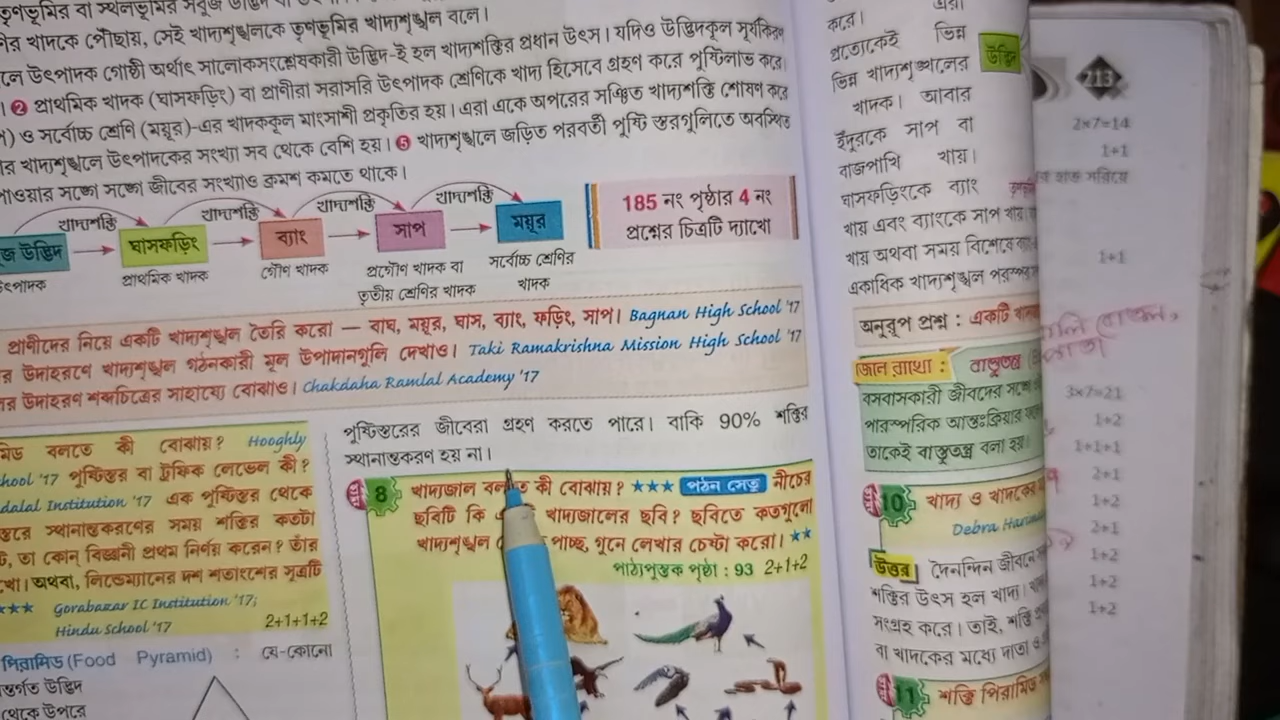 তৃণভূমির বা স্থলভূমির সবুজ উদ্ভিদ বা
খাদকে পৌঁছায়, সেই খাদ্যশৃঙ্খলকে তৃণভূমির খাদ্যশৃঙ্খল বলে।
উৎপাদক গোষ্ঠী অর্থাৎ সালোকসংশ্লেষকারী উদ্ভিদ-ই হল খাদ্যশক্তির প্রধান উৎস। যদিও উদ্ভিদকূল সূর্যকিরণ
। 2 প্রাথমিক খাদক (ঘাসফড়িং) বা প্রাণীরা সরাসরি উৎপাদক শ্রেণিকে খাদ্য হিসেবে গ্রহণ করে পুষ্টিলাভ করে।
) ও সর্বোচ্চ শ্রেণি (ময়ূর)-এর খাদককূল মাংসাশী প্রকৃতির হয়। এরা একে অপরের সঞ্চিত খাদ্যশক্তি শোষণ করে
খাদ্যশৃঙ্খলে উৎপাদকের সংখ্যা সব থেকে বেশি হয়। 5 খাদ্যশৃঙ্খলে জড়িত পরবর্তী পুষ্টি স্তরগুলিতে অবস্থিত
পাওয়ার সঙ্গে সঙ্গে জীবের সংখ্যাও ক্রমশ কমতে থাকে।
খাদ্যশক্তি খাদ্যশক্তি খাদ্যশক্তি খাদ্যশক্তি
উদ্ভিদ ঘাসফড়িং ব্যাং সাপ ময়ূর
প্রাথমিক খাদক গৌণ খাদক প্রগৌণ খাদক বা সর্বোচ্চ শ্রেণির
তৃতীয় শ্রেণির খাদক খাদক
185 নং পৃষ্ঠার 4 নং
প্রশ্নের চিত্রটি দ্যাখো
প্রাণীদের নিয়ে একটি খাদ্যশৃঙ্খল তৈরি করো — বাঘ, ময়ূর, ঘাস, ব্যাং, ফড়িং, সাপ। Bagnan High School '17
উদাহরণে খাদ্যশৃঙ্খল গঠনকারী মূল উপাদানগুলি দেখাও। Taki Ramakrishna Mission High School '17
উদাহরণ শব্দচিত্রের সাহায্যে বোঝাও। Chakdaha Ramlal Academy '17
বলতে কী বোঝায়? Hooghly
'17 পুষ্টিস্তর বা ট্রফিক লেভেল কী?
Institution '17 এক পুষ্টিস্তর থেকে
স্থানান্তকরণের সময় শক্তির কতটা
তা কোন্ বিজ্ঞানী প্রথম নির্ণয় করেন? তাঁর
অথবা, লিন্ডেম্যানের দশ শতাংশের সূত্রটি
★★★ Gorabazar IC Institution '17;
Hindu School '17 2+1+1+2
পিরামিড (Food Pyramid) : যে-কোনো
উদ্ভিদ
থেকে উপরে
পুষ্টিস্তরের জীবেরা গ্রহণ করতে পারে। বাকি 90% শক্তির
স্থানান্তকরণ হয় না।
8 খাদ্যজাল কী বোঝায়? ★★★ পঠন সেতু নীচের
ছবিটি কি খাদ্যজালের ছবি? ছবিতে কতগুলো
খাদ্যশৃঙ্খল পাচ্ছ, গুনে লেখার চেষ্টা করো। ★★
পাঠ্যপুস্তক পৃষ্ঠা : 93 2+1+2
করে।
প্রত্যেকেই ভিন্ন
ভিন্ন খাদ্যশৃঙ্খলের
খাদক। আবার
ইঁদুরকে সাপ বা
বাজপাখি খায়।
ঘাসফড়িংকে ব্যাং
খায় এবং ব্যাংকে সাপ খায়।
খায় অথবা সময় বিশেষে
একাধিক খাদ্যশৃঙ্খল
উদ্ভিদ
অনুরূপ প্রশ্ন : একটি
জেনে রাখো : বাস্তুতন্ত্র
বসবাসকারী জীবদের সঙ্গে
পারস্পরিক আন্তঃক্রিয়ার
তাকেই বাস্তুতন্ত্র বলা হয়।
10 খাদ্য ও খাদকের
Debra
উত্তর দৈনন্দিন জীবনে
শক্তির উৎস হল খাদ্য।
সংগ্রহ করে। তাই, শক্তি
বা খাদকের মধ্যে দাতা ও
11 শক্তি পিরামিড
213
2×7=14
1+1
1+1
3×7=21
1+2
1+1+1
2+1
1+2
2+1
1+2
1+2
1+2